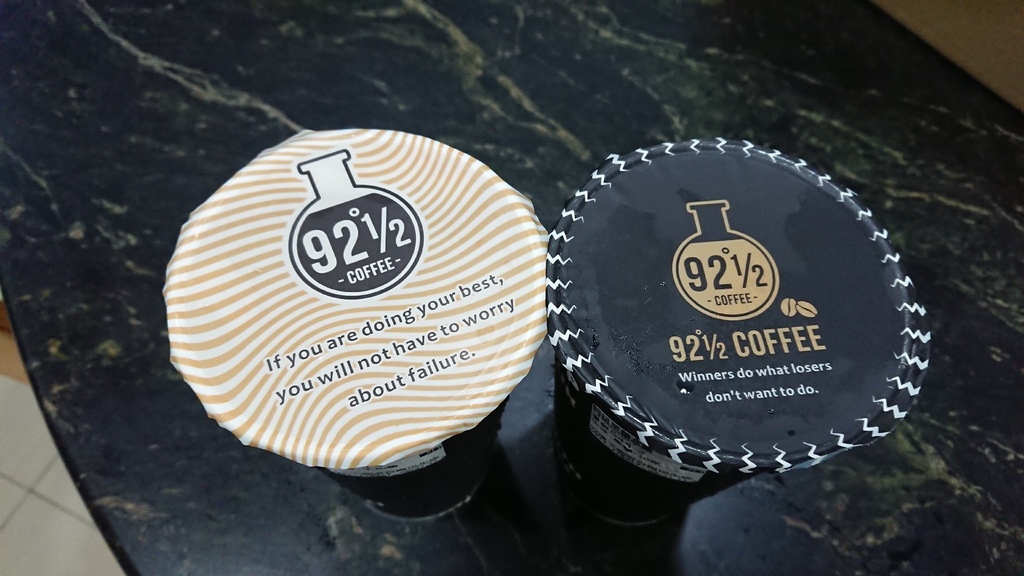 92°1/2
- COFFEE -
If you are doing your best,
you will not have to worry
about failure.
92°1/2
- COFFEE -
92°1/2 COFFEE
Winners do what losers
don't want to do.